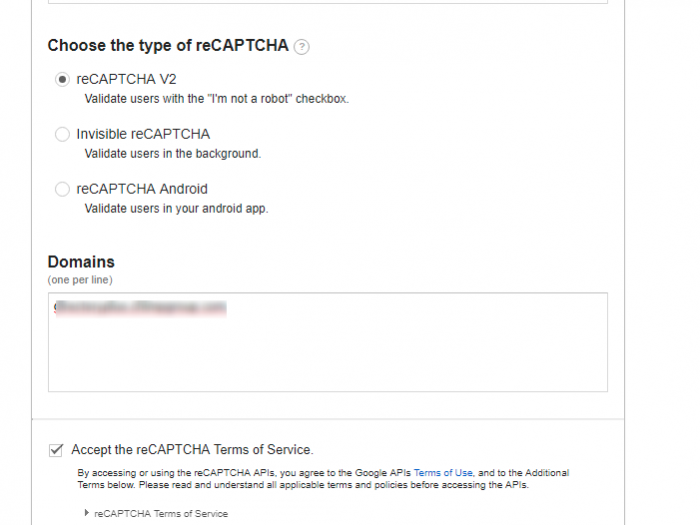 Choose the type of reCAPTCHA ?
reCAPTCHA V2
Validate users with the "I'm not a robot" checkbox.
Invisible reCAPTCHA
Validate users in the background.
reCAPTCHA Android
Validate users in your android app.
Domains
(one per line)
Accept the reCAPTCHA Terms of Service.
By accessing or using the reCAPTCHA APIs, you agree to the Google APIs Terms of Use, and to the Additional
Terms below. Please read and understand all applicable terms and policies before accessing the APIs.
reCAPTCHA Terms of Service